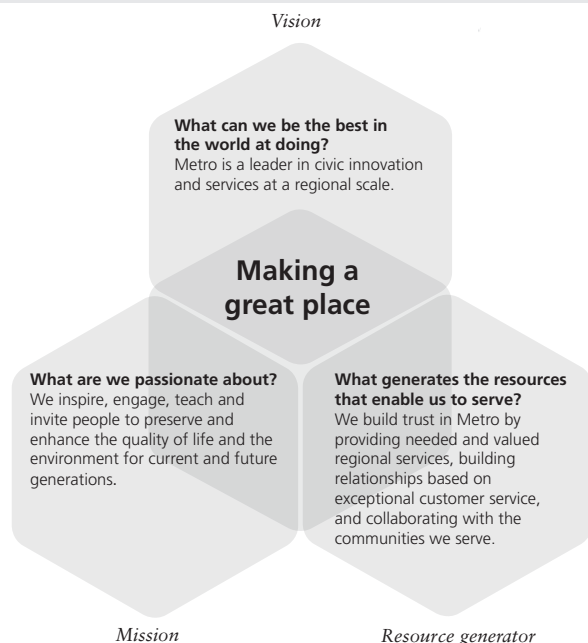 Vision
What can we be the best in
the world at doing?
Metro is a leader in civic innovation
and services at a regional scale.
Making a
great place
What are we passionate about?
We inspire, engage, teach and
invite people to preserve and
enhance the quality of life and the
environment for current and future
generations.
What generates the resources
that enable us to serve?
We build trust in Metro by
providing needed and valued
regional services, building
relationships based on
exceptional customer service,
and collaborating with the
communities we serve.
Mission
Resource generator